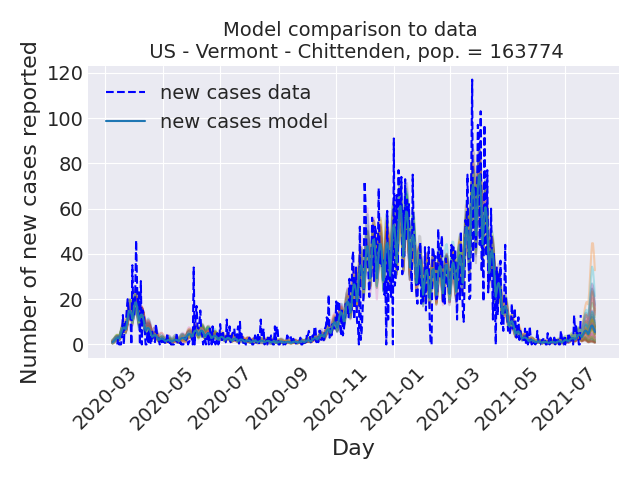 Model comparison to data
US - Vermont - Chittenden, pop. = 163774
Number of new cases reported
120
100
80
60
40
20
0
new cases data
new cases model
2020-03
2020-05
2020-07
2020-09
2020-11
2021-01
2021-03
2021-05
2021-07
Day